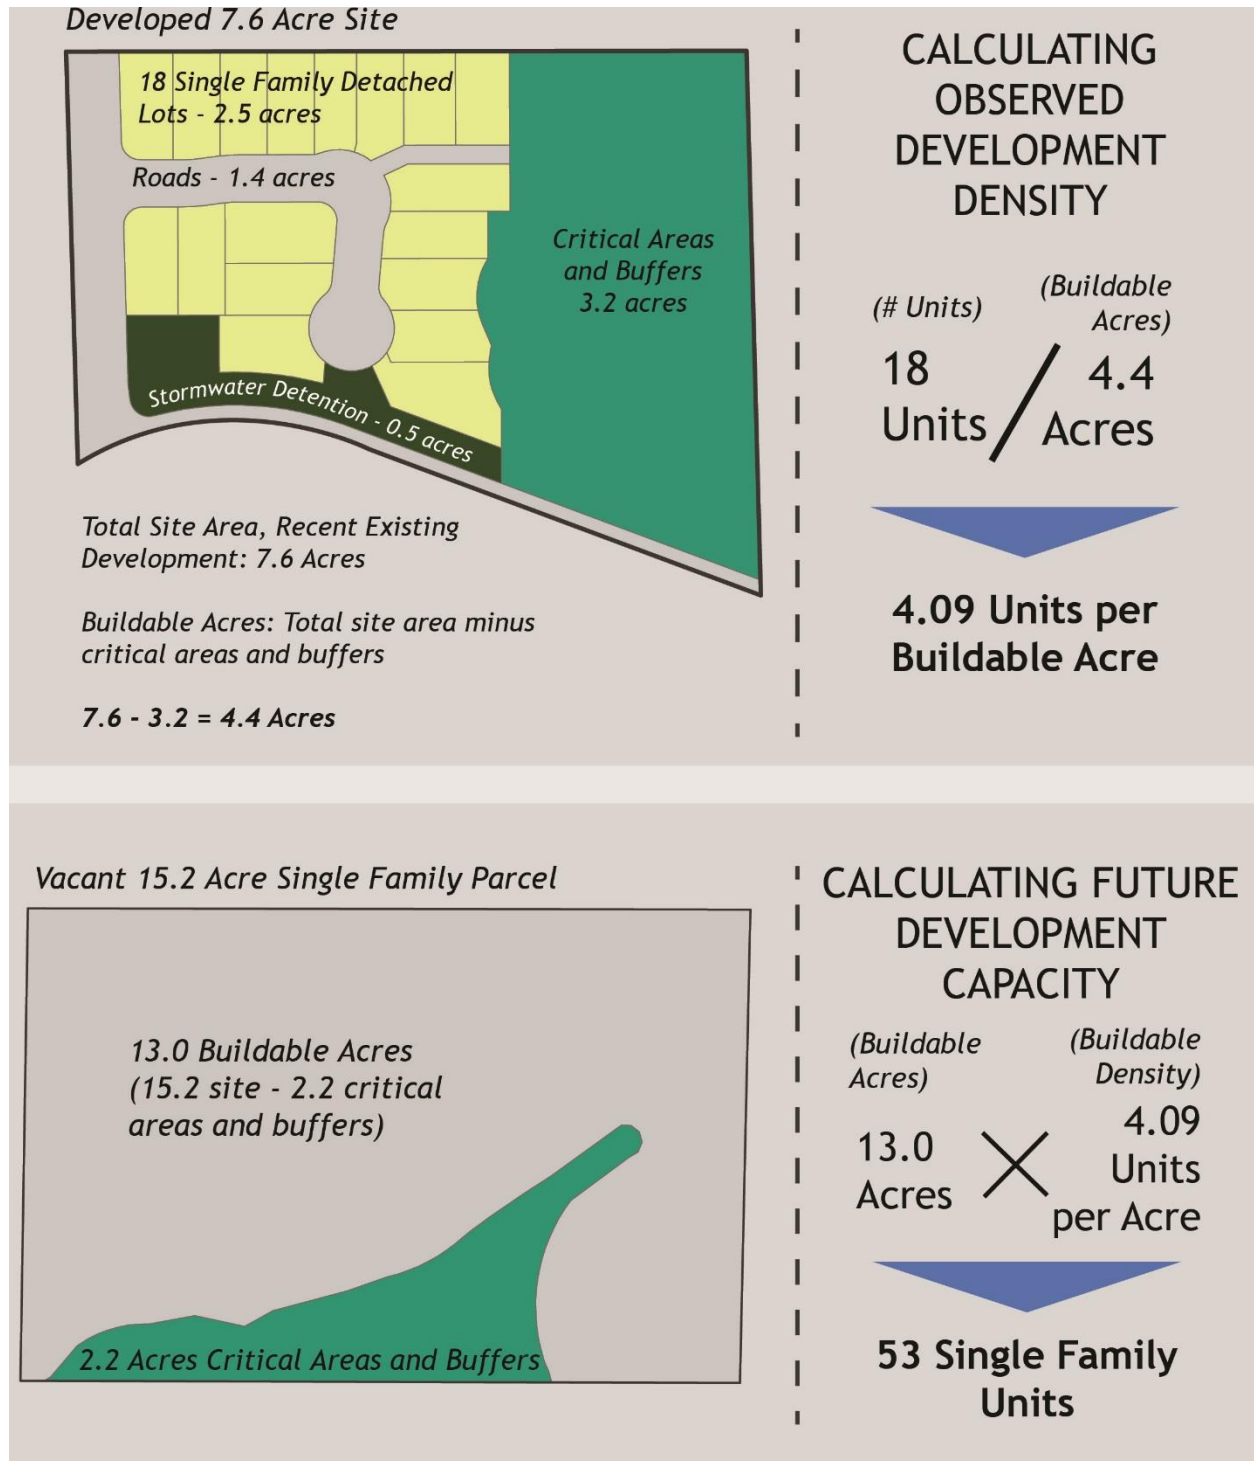 Developed 7.6 Acre Site
18 Single Family Detached
Lots - 2.5 acres
Roads - 1.4 acres
Critical Areas
and Buffers
3.2 acres
Stormwater Detention - 0.5 acres
Total Site Area, Recent Existing
Development: 7.6 Acres
Buildable Acres: Total site area minus
critical areas and buffers
7.6 - 3.2 = 4.4 Acres
CALCULATING
OBSERVED
DEVELOPMENT
DENSITY
(# Units)
(Buildable
Acres)
18
Units
4.4
Acres
4.09 Units per
Buildable Acre
Vacant 15.2 Acre Single Family Parcel
13.0 Buildable Acres
(15.2 site - 2.2 critical
areas and buffers)
2.2 Acres Critical Areas and Buffers
CALCULATING FUTURE
DEVELOPMENT
CAPACITY
(Buildable
Acres)
(Buildable
Density)
13.0
Acres
4.09
Units
per Acre
53 Single Family
Units